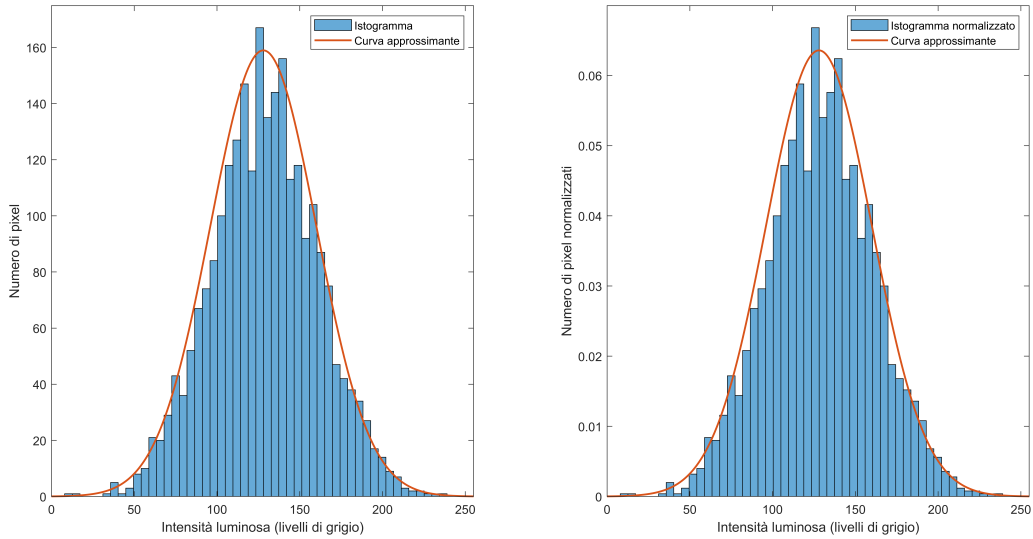 Istogramma
Curva approssimante
160
140
120
100
80
60
40
20
0
Numero di pixel
0 50 100 150 200 250
Intensità luminosa (livelli di grigio)
Istogramma normalizzato
Curva approssimante
0.06
0.05
0.04
0.03
0.02
0.01
0
Numero di pixel normalizzati
0 50 100 150 200 250
Intensità luminosa (livelli di grigio)